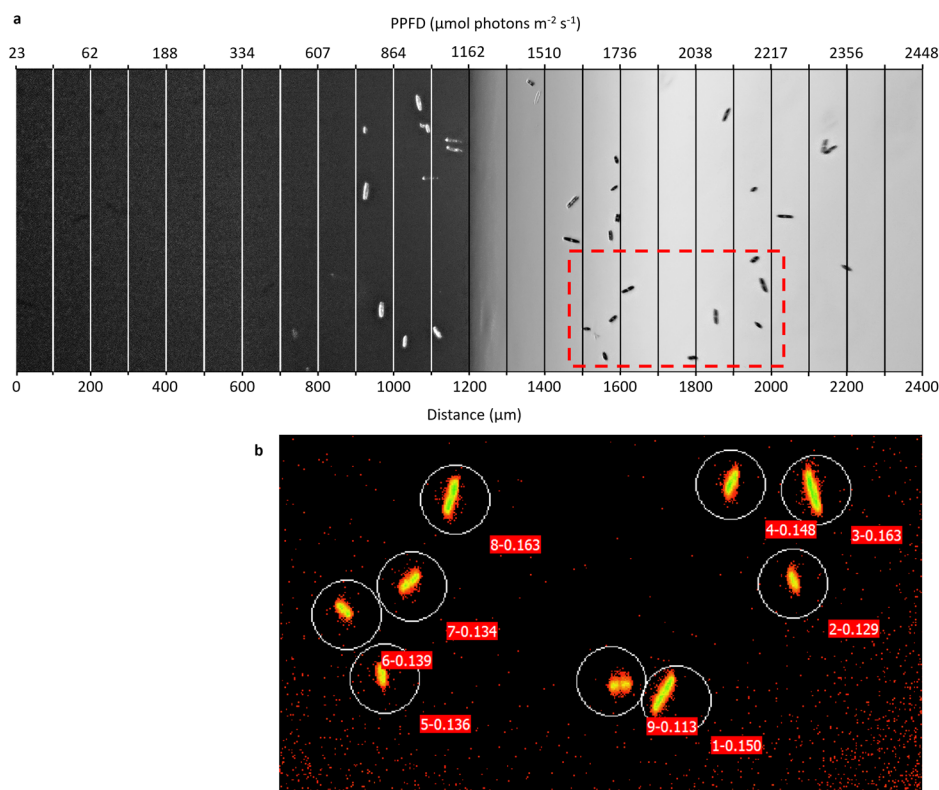 a
PPFD (µmol photons m⁻² s⁻¹)
23 62 188 334 607 864 1162 1510 1736 2038 2217 2356 2448
0 200 400 600 800 1000 1200 1400 1600 1800 2000 2200 2400
Distance (µm)
b
4-0.148
3-0.163
8-0.163
2-0.129
7-0.134
6-0.139
5-0.136
9-0.113
1-0.150